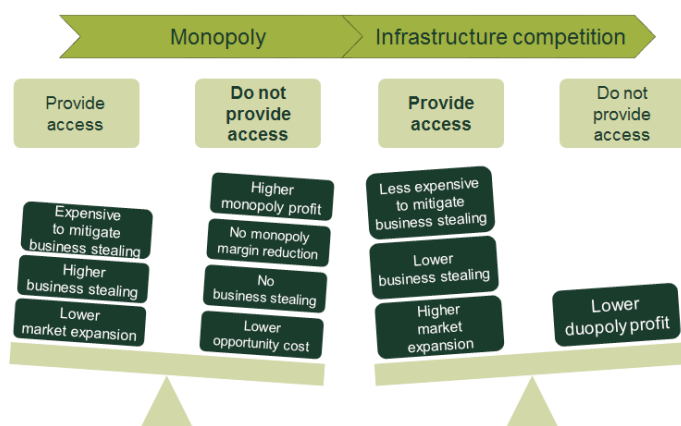 Monopoly
Infrastructure competition
Provide
access
Do not
provide
access
Provide
access
Do not
provide
access
Expensive
to mitigate
business stealing
Higher
business stealing
Lower
market expansion
Higher
monopoly profit
No monopoly
margin reduction
No
business stealing
Lower
opportunity cost
Less expensive
to mitigate
business stealing
Lower
business stealing
Higher
market
expansion
Lower
duopoly profit